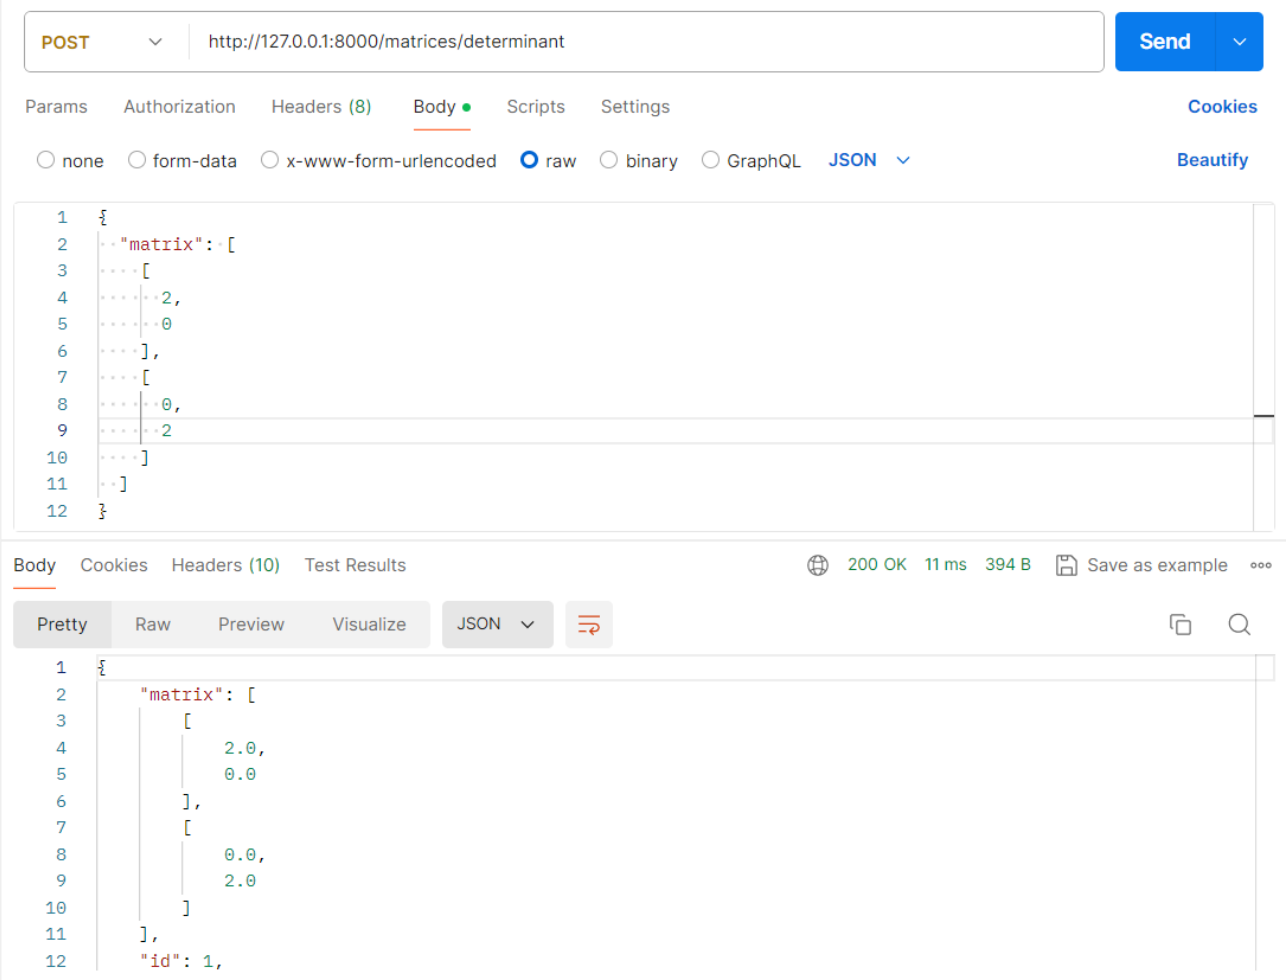 POST http://127.0.0.1:8000/matrices/determinant Send
Params Authorization Headers (8) Body Scripts Settings Cookies
none form-data x-www-form-urlencoded raw binary GraphQL JSON Beautify
1 {
2 "matrix": [
3 [
4 2,
5 0
6 ],
7 [
8 0,
9 2
10 ]
11 ]
12 }
Body Cookies Headers (10) Test Results 200 OK 11 ms 394 B Save as example
Pretty Raw Preview Visualize JSON
1 {
2 "matrix": [
3 [
4 2.0,
5 0.0
6 ],
7 [
8 0.0,
9 2.0
10 ]
11 ],
12 "id": 1,